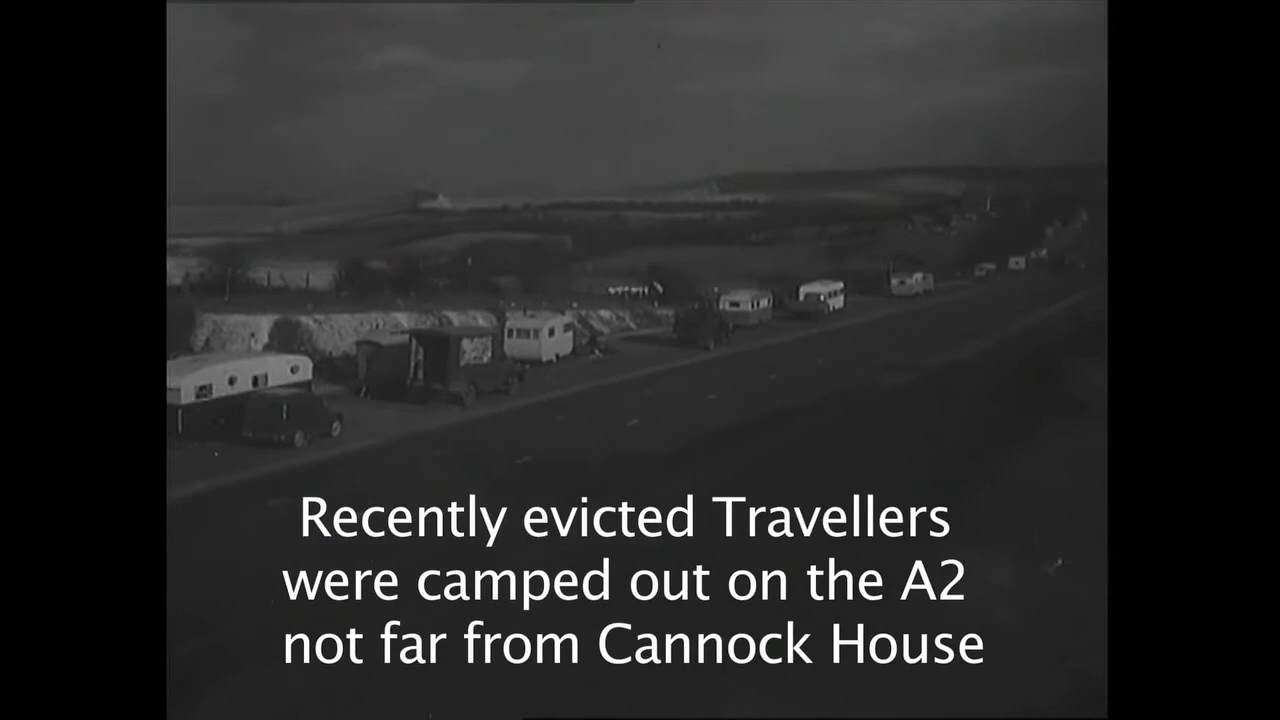 Recently evicted Travellers
were camped out on the A2
not far from Cannock House